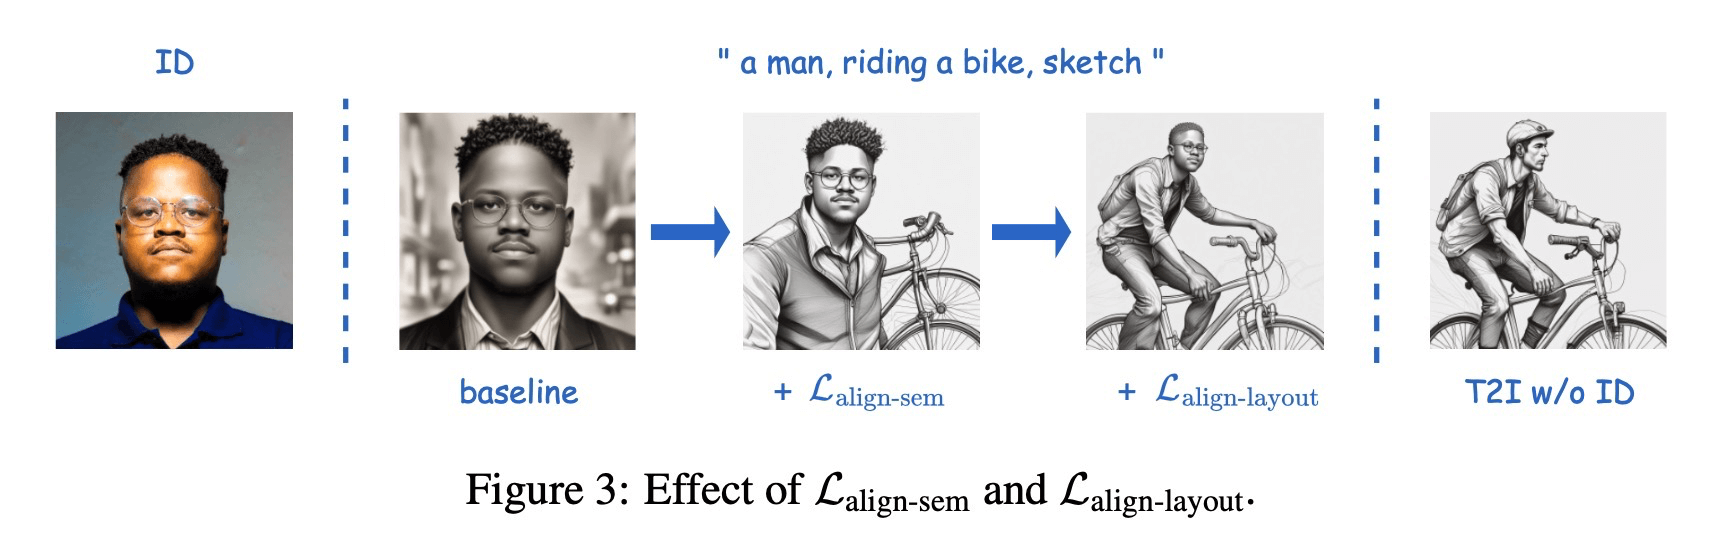 ID
" a man, riding a bike, sketch "
baseline
+ ℒalign-sem
+ ℒalign-layout
T2I w/o ID
Figure 3: Effect of ℒalign-sem and ℒalign-layout.